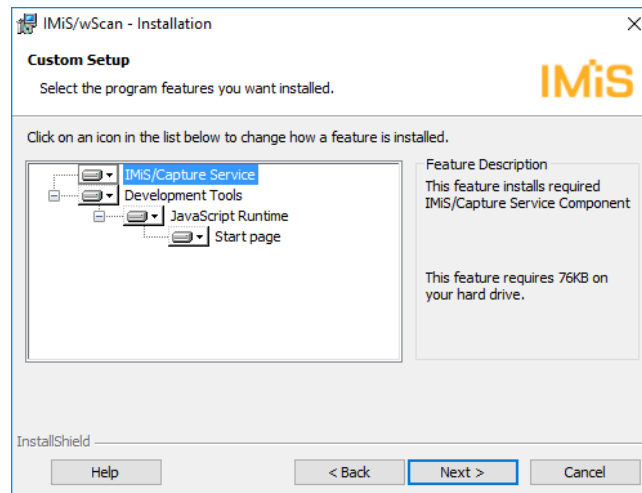 IMiS/wScan - Installation
Custom Setup
Select the program features you want installed.
IMiS
Click on an icon in the list below to change how a feature is installed.
IMiS/Capture Service
Development Tools
JavaScript Runtime
Start page
Feature Description
This feature installs required
IMiS/Capture Service Component
This feature requires 76KB on
your hard drive.
InstallShield
Help
< Back
Next >
Cancel